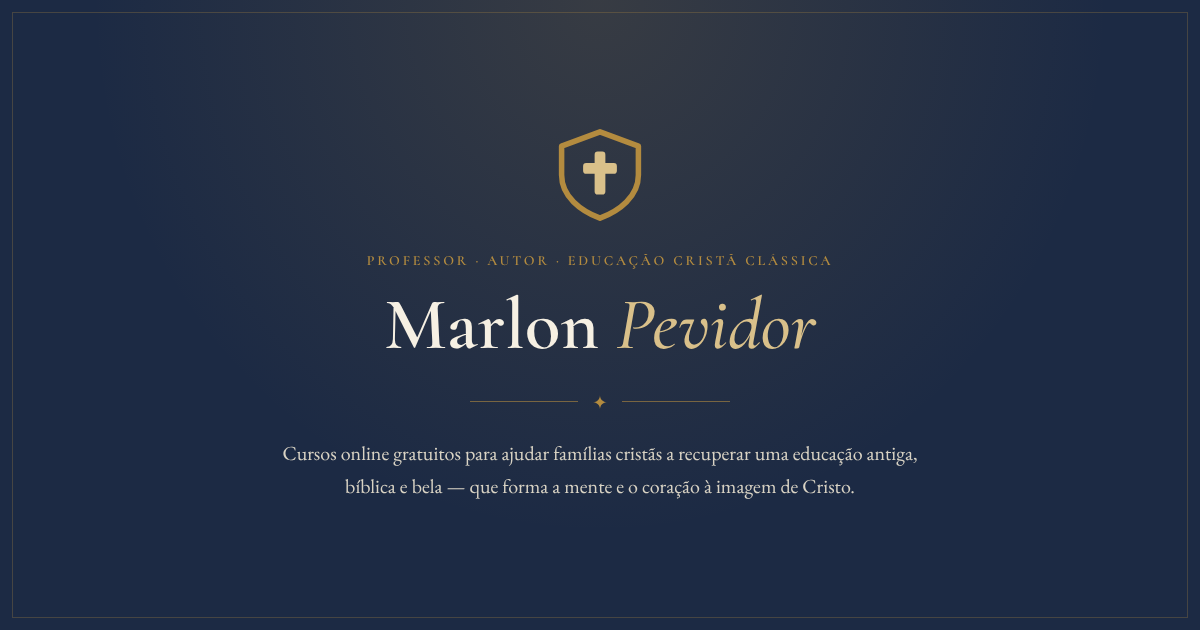 PROFESSOR · AUTOR · EDUCAÇÃO CRISTÃ CLÁSSICA
Marlon Pevidor
Cursos online gratuitos para ajudar famílias cristãs a recuperar uma educação antiga,
bíblica e bela — que forma a mente e o coração à imagem de Cristo.